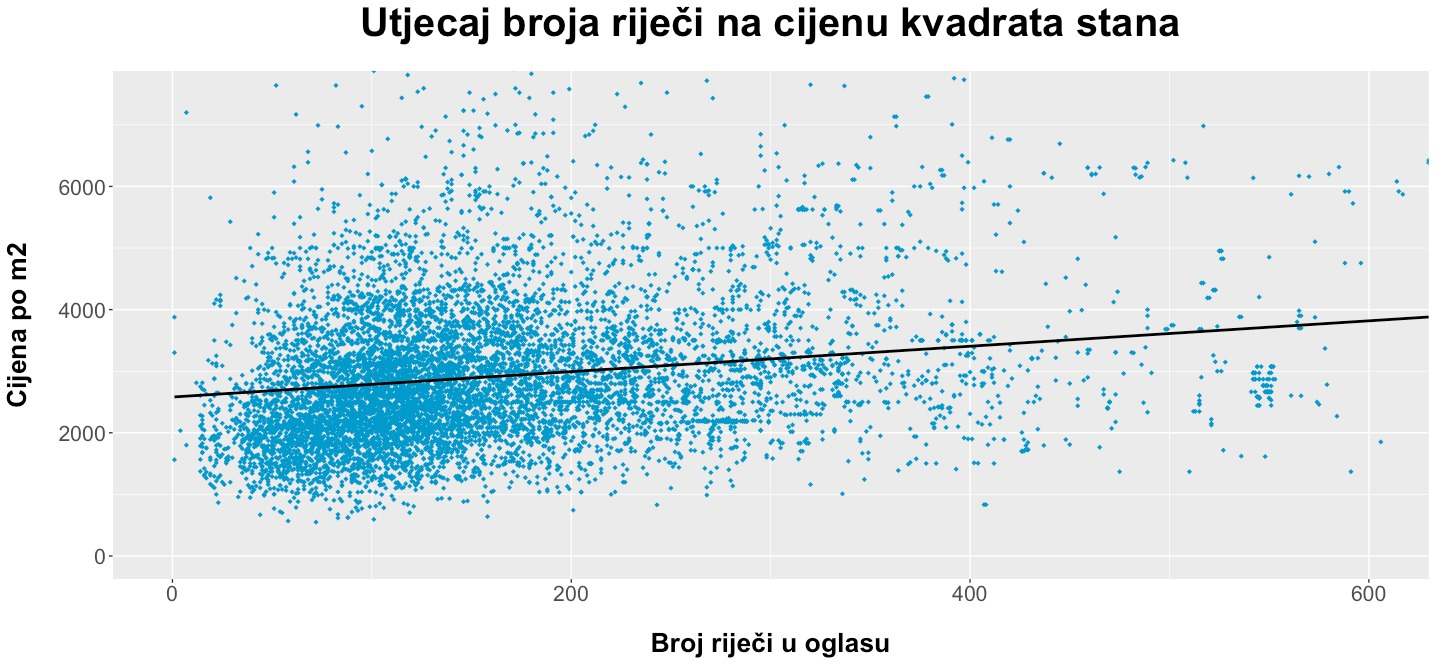 Utjecaj broja riječi na cijenu kvadrata stana
Cijena po m2
6000
4000
2000
0
0 200 400 600
Broj riječi u oglasu